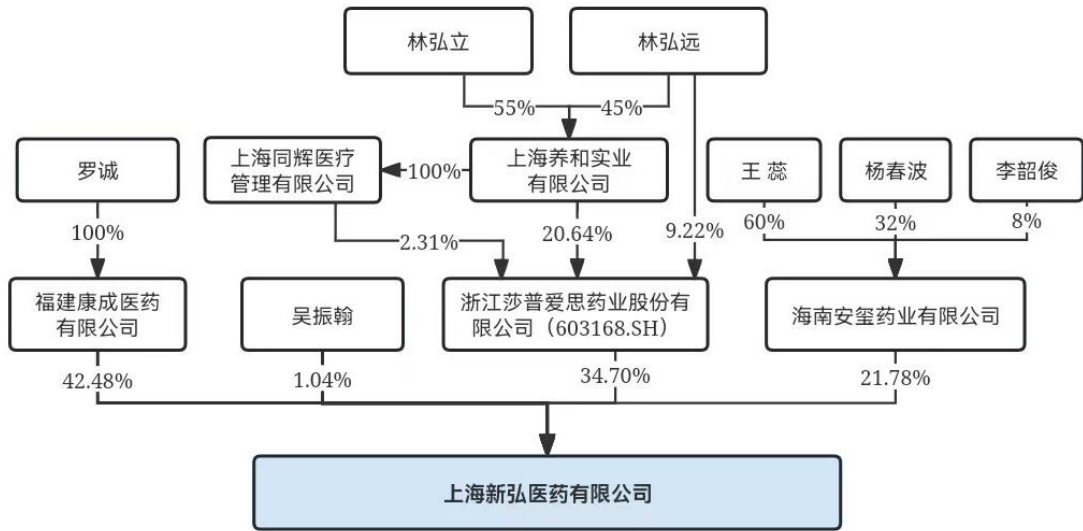 林弘立
林弘远
55%
45%
罗诚
上海同辉医疗
管理有限公司
100%
上海养和实业
有限公司
王 蕊
杨春波
李韶俊
100%
2.31%
20.64%
9.22%
60%
32%
8%
福建康成医药
有限公司
吴振翰
浙江莎普爱思药业股份有
限公司（603168.SH）
海南安玺药业有限公司
42.48%
1.04%
34.70%
21.78%
上海新弘医药有限公司